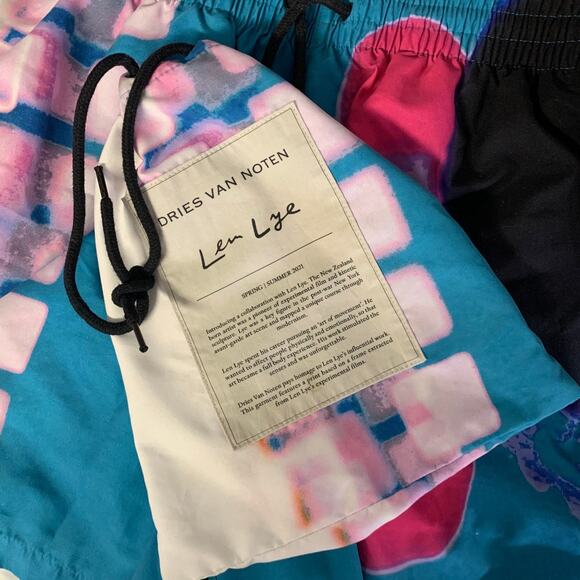 DRIES VAN NOTEN
Len Lye
SPRING | SUMMER 2021
Introducing a collaboration with Len Lye. The New Zealand
born artist was a pioneer of experimental film and kinetic
sculpture. Lye was a key figure in the post-war New York
avant-garde art scene and mapped a unique course through
modernism.
Len Lye spent his career pursuing an 'art of movement'. He
wanted to affect people physically and emotionally, so that
art became a full body experience. His work stimulated the
senses and was unforgettable.
Dries Van Noten pays homage to Len Lye's influential work.
This garment features a print based on a frame extracted
from Len Lye's experimental films.